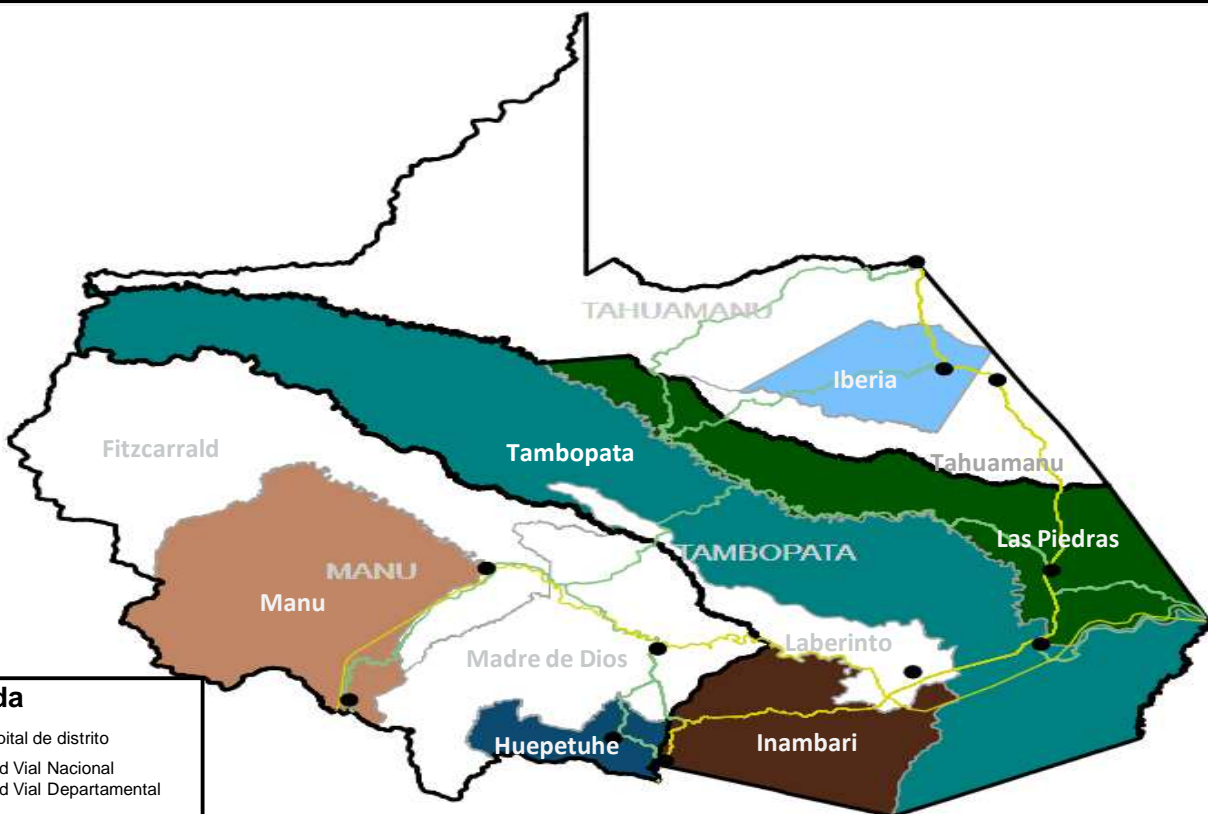 TAHUAMANU
Iberia
Fitzcarrald
Tambopata
Tahuamanu
Las Piedras
TAMBOPATA
MANU
Manu
Laberinto
Madre de Dios
Huepetuhe
Inambari
da
pital de distrito
d Vial Nacional
d Vial Departamental